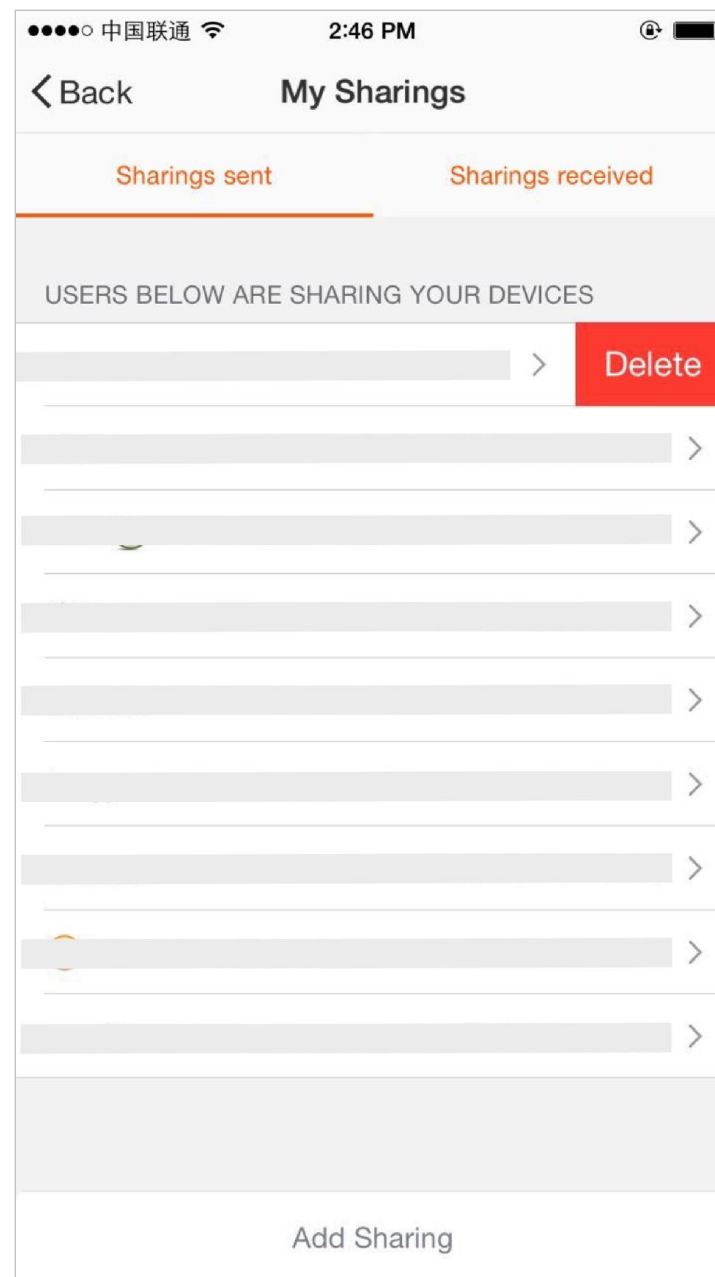 中国联通 2:46 PM
Back My Sharings
Sharings sent Sharings received
USERS BELOW ARE SHARING YOUR DEVICES
Delete
Add Sharing